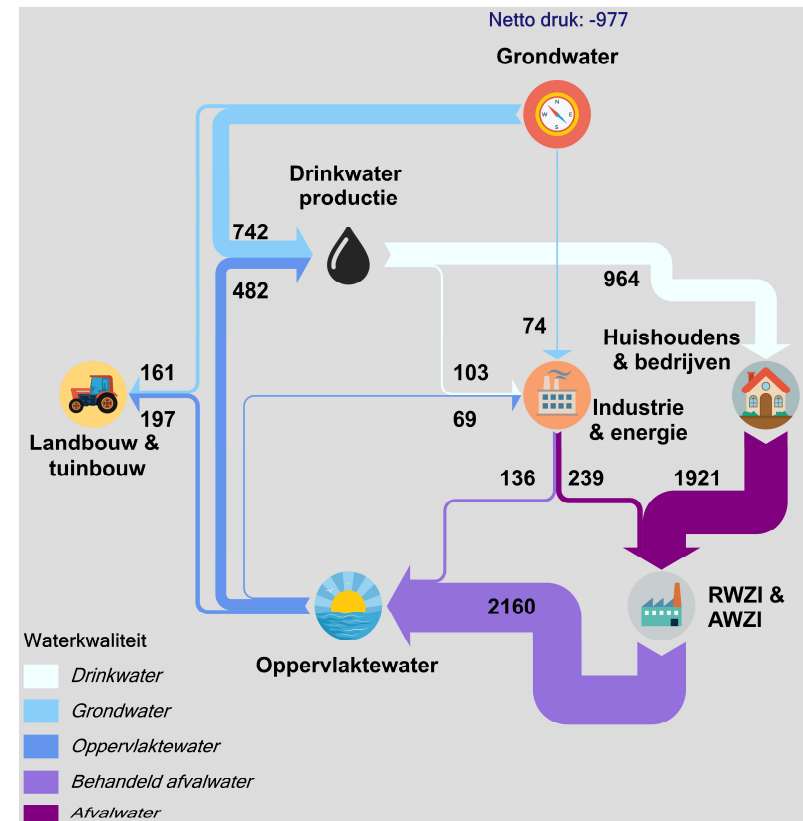 Netto druk: -977
Grondwater
N
W E
S
Drinkwater
productie
742
482
964
74
Huishoudens
& bedrijven
161
197
103
69
Industrie
& energie
Landbouw &
tuinbouw
136
239
1921
2160
RWZI &
AWZI
Oppervlaktewater
Waterkwaliteit
Drinkwater
Grondwater
Oppervlaktewater
Behandeld afvalwater
Afvalwater